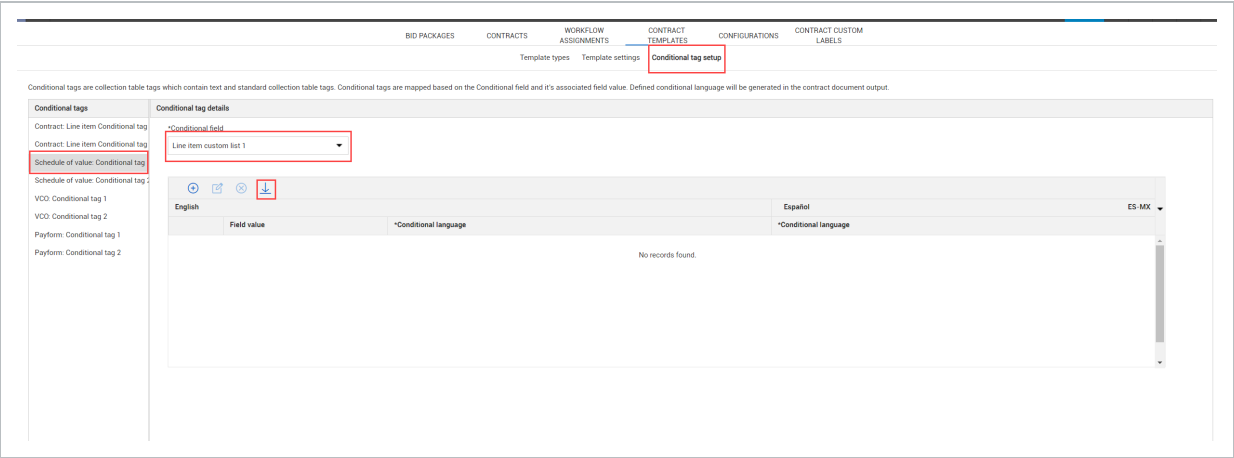 BID PACKAGES
CONTRACTS
WORKFLOW
ASSIGNMENTS
CONTRACT
TEMPLATES
CONFIGURATIONS
CONTRACT CUSTOM
LABELS
Template types
Template settings
Conditional tag setup
Conditional tags are collection table tags which contain text and standard collection table tags. Conditional tags are mapped based on the Conditional field and it's associated field value. Defined conditional language will be generated in the contract document output.
Conditional tags
Contract: Line item Conditional tag
Contract: Line item Conditional tag
Schedule of value: Conditional tag
Schedule of value: Conditional tag 2
VCO: Conditional tag 1
VCO: Conditional tag 2
Payform: Conditional tag 1
Payform: Conditional tag 2
Conditional tag details
*Conditional field
Line item custom list 1
English
Español
ES-MX
Field value
*Conditional language
*Conditional language
No records found.